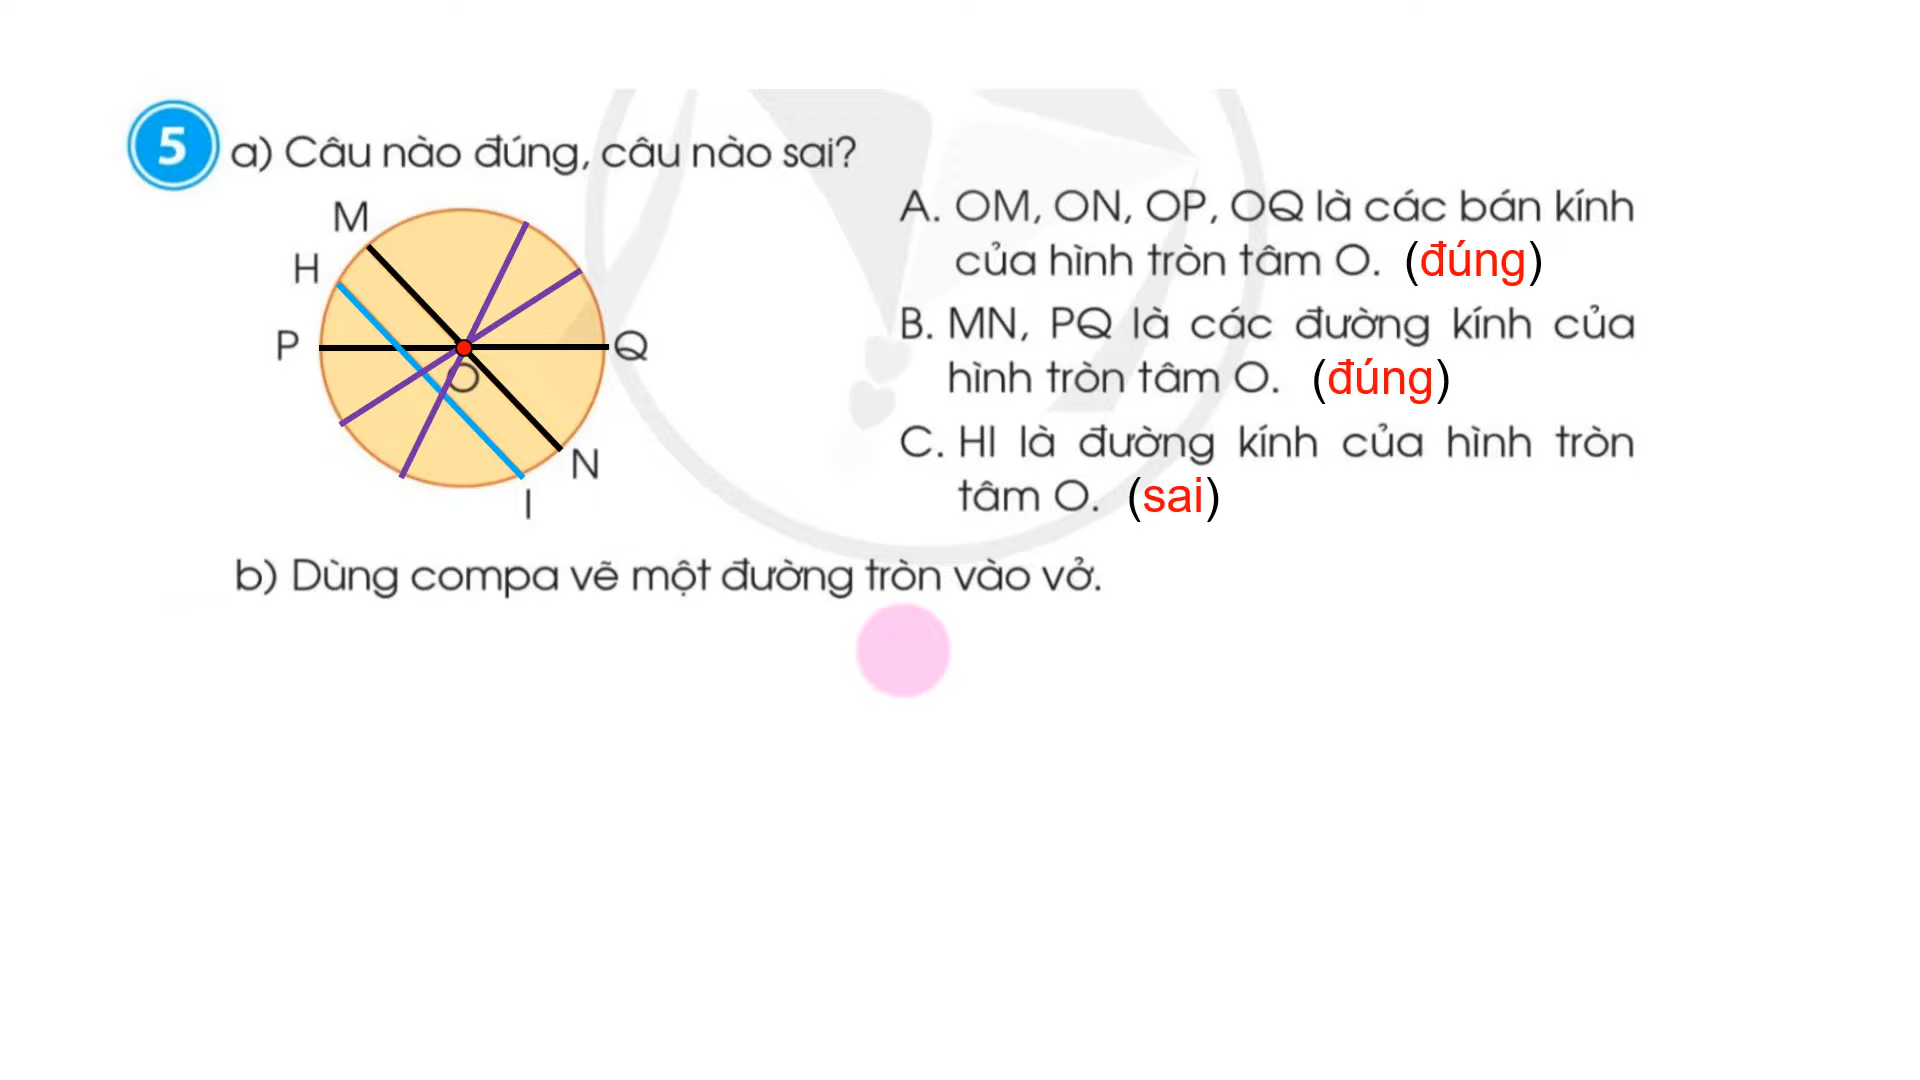 5
a) Câu nào đúng, câu nào sai?
M
H
P
Q
O
N
I
A. OM, ON, OP, OQ là các bán kính
của hình tròn tâm O. (đúng)
B. MN, PQ là các đường kính của
hình tròn tâm O. (đúng)
C. HI là đường kính của hình tròn
tâm O. (sai)
b) Dùng compa vẽ một đường tròn vào vở.